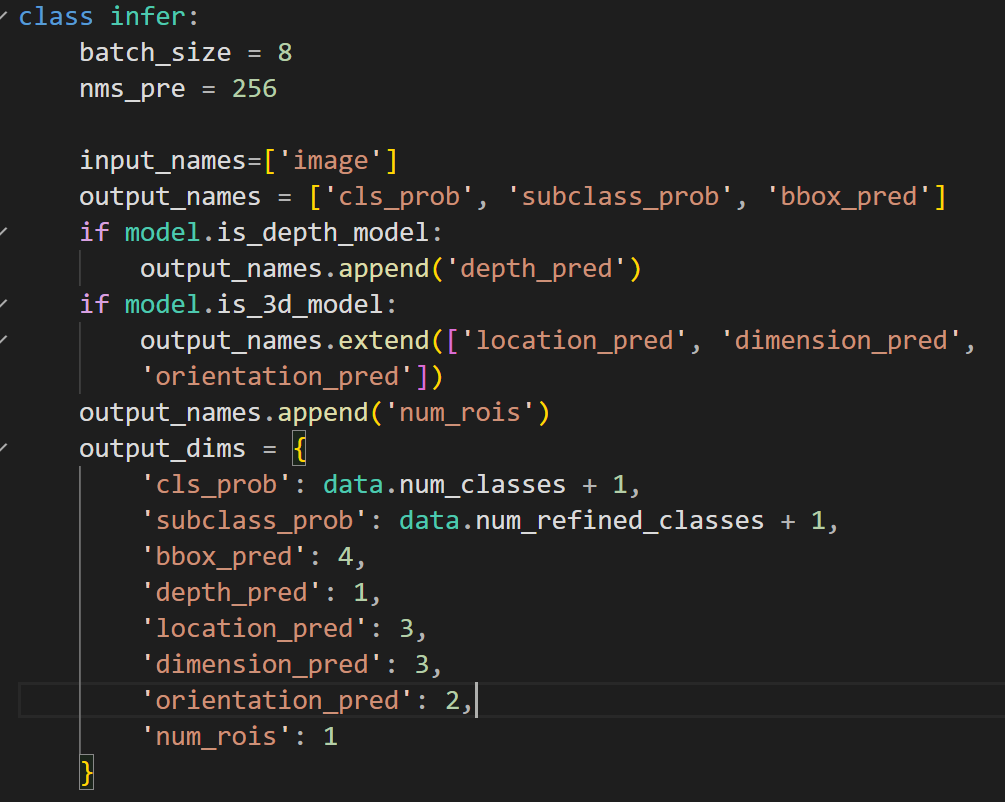 class infer:
    batch_size = 8
    nms_pre = 256

    input_names=['image']
    output_names = ['cls_prob', 'subclass_prob', 'bbox_pred']
    if model.is_depth_model:
        output_names.append('depth_pred')
    if model.is_3d_model:
        output_names.extend(['location_pred', 'dimension_pred',
        'orientation_pred'])
    output_names.append('num_rois')
    output_dims = {
        'cls_prob': data.num_classes + 1,
        'subclass_prob': data.num_refined_classes + 1,
        'bbox_pred': 4,
        'depth_pred': 1,
        'location_pred': 3,
        'dimension_pred': 3,
        'orientation_pred': 2,
        'num_rois': 1
    }